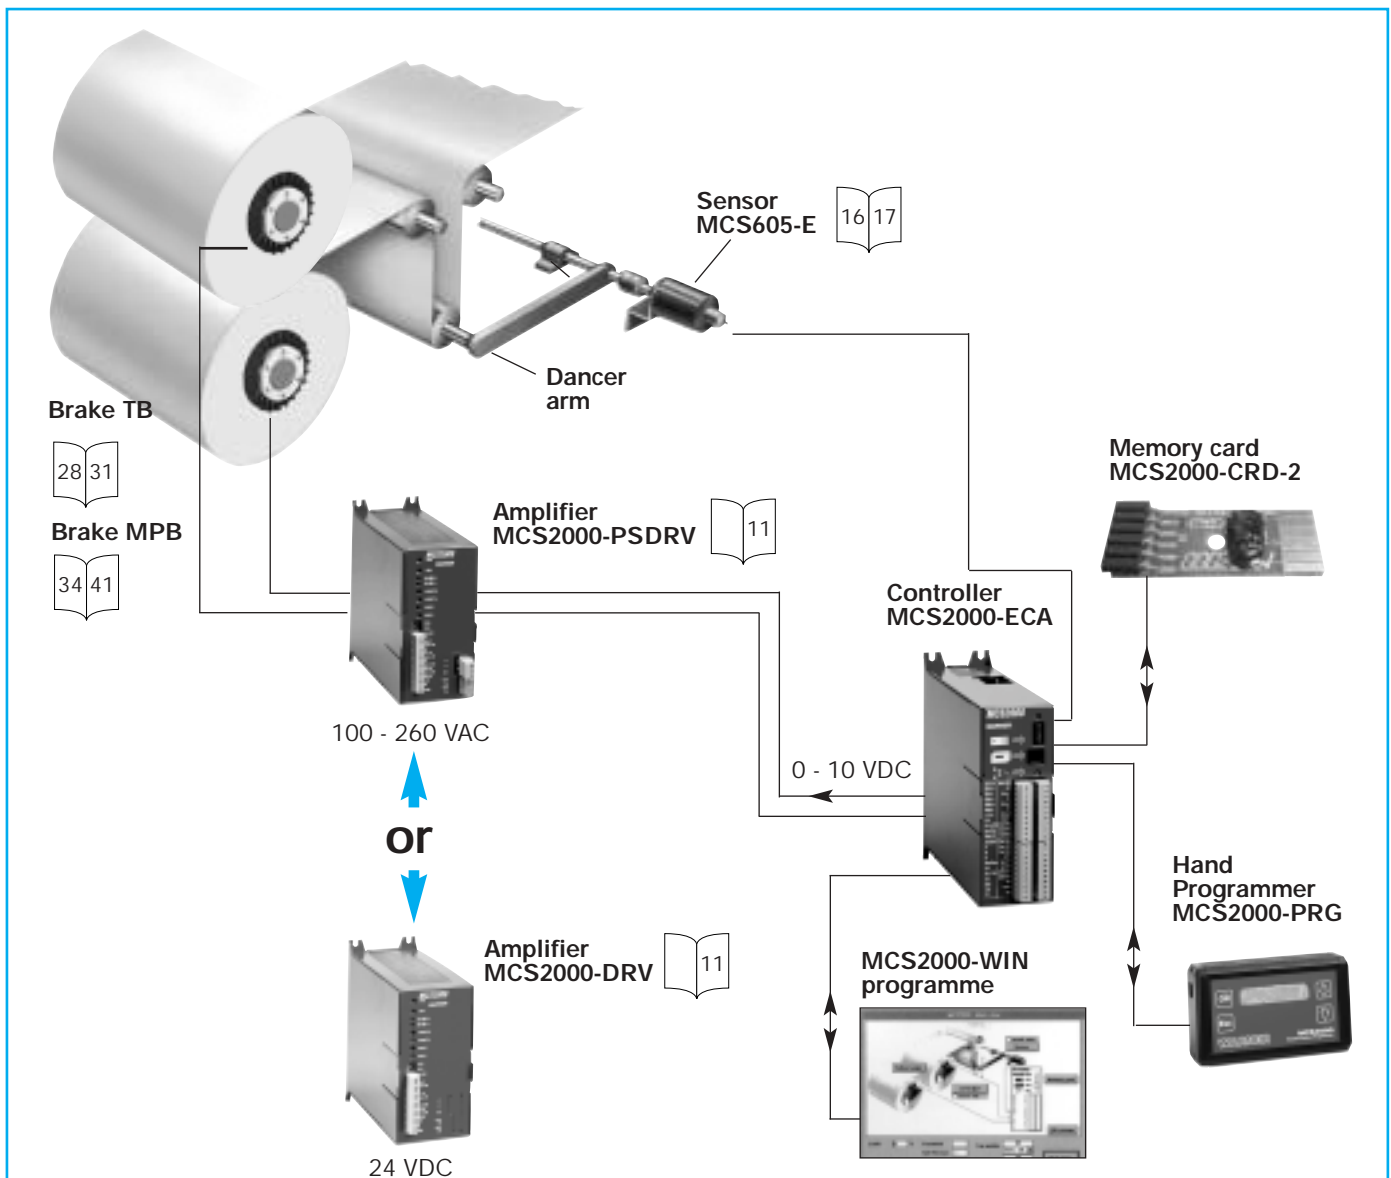 Sensor
MCS605-E
16 17
Dancer
arm
Brake TB
28 31
Brake MPB
34 41
Amplifier
MCS2000-PSDRV
11
100 - 260 VAC
or
Amplifier
MCS2000-DRV
11
24 VDC
Memory card
MCS2000-CRD-2
Controller
MCS2000-ECA
MCS2000
0 - 10 VDC
Hand
Programmer
MCS2000-PRG
MCS2000-WIN
programme